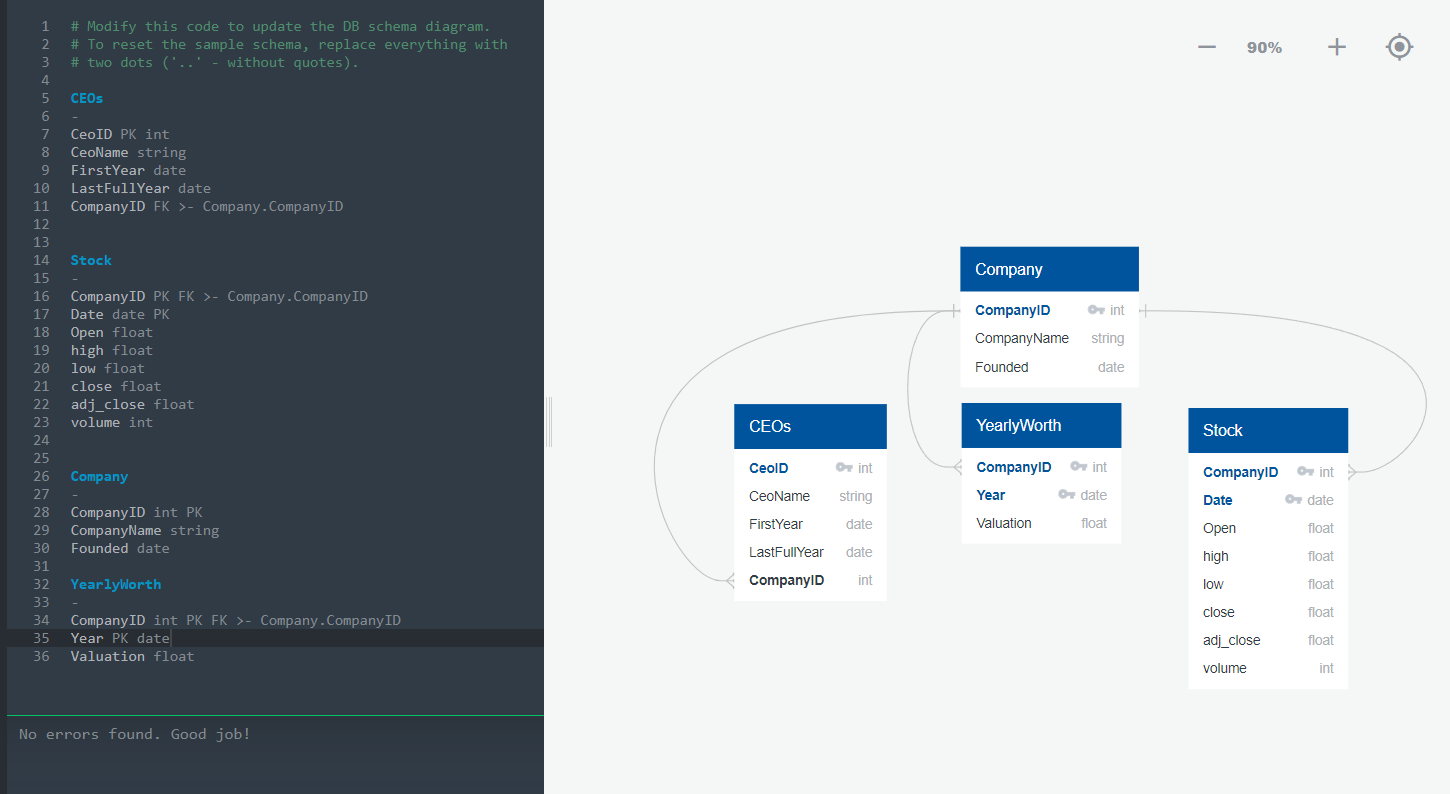 1 # Modify this code to update the DB schema diagram.
2 # To reset the sample schema, replace everything with
3 # two dots ('..' - without quotes).
4
5 CEOs
6 -
7 CeoID PK int
8 CeoName string
9 FirstYear date
10 LastFullYear date
11 CompanyID FK >- Company.CompanyID
12
13
14 Stock
15 -
16 CompanyID PK FK >- Company.CompanyID
17 Date date PK
18 Open float
19 high float
20 low float
21 close float
22 adj_close float
23 volume int
24
25
26 Company
27 -
28 CompanyID int PK
29 CompanyName string
30 Founded date
31
32 YearlyWorth
33 -
34 CompanyID int PK FK >- Company.CompanyID
35 Year PK date
36 Valuation float
No errors found. Good job!
90%
Company
CompanyID int
CompanyName string
Founded date
CEOs
CeoID int
CeoName string
FirstYear date
LastFullYear date
CompanyID int
YearlyWorth
CompanyID int
Year date
Valuation float
Stock
CompanyID int
Date date
Open float
high float
low float
close float
adj_close float
volume int